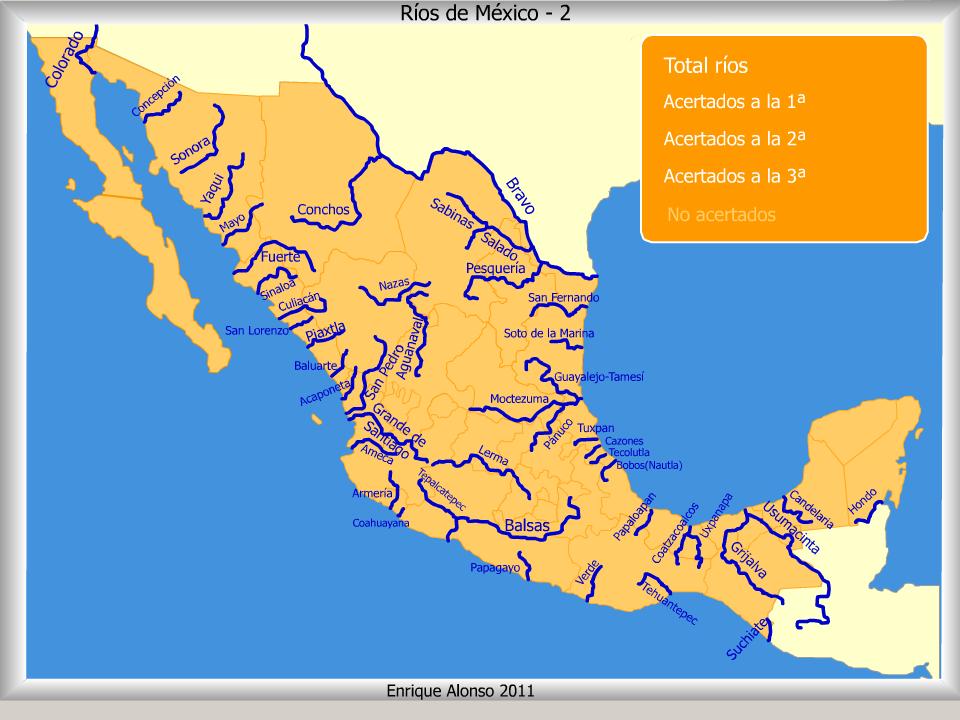 Ríos de México - 2
Total ríos
Acertados a la 1ª
Acertados a la 2ª
Acertados a la 3ª
No acertados
Colorado
Concepción
Sonora
Yaqui
Mayo
Conchos
Bravo
Sabinas
Salado
Pesquería
Fuerte
Sinaloa
Culiacán
Nazas
San Fernando
San Lorenzo
Piaxtla
Aguanaval
San Pedro
Soto de la Marina
Baluarte
Acaponeta
Guayalejo-Tamesí
Moctezuma
Grande de
Santiago
Pánuco
Tuxpan
Cazones
Tecolutla
Bobos(Nautla)
Ameca
Lerma
Tepalcatepec
Armería
Coahuayana
Balsas
Papaloapan
Coatzacoalcos
Uxpanapa
Candelaria
Usumacinta
Hondo
Grijalva
Papagayo
Verde
Tehuantepec
Suchiate
Enrique Alonso 2011